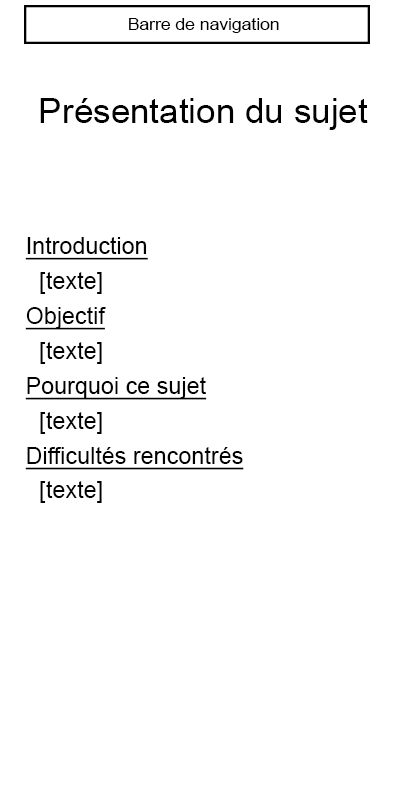 Barre de navigation
Présentation du sujet
Introduction
[texte]
Objectif
[texte]
Pourquoi ce sujet
[texte]
Difficultés rencontrés
[texte]